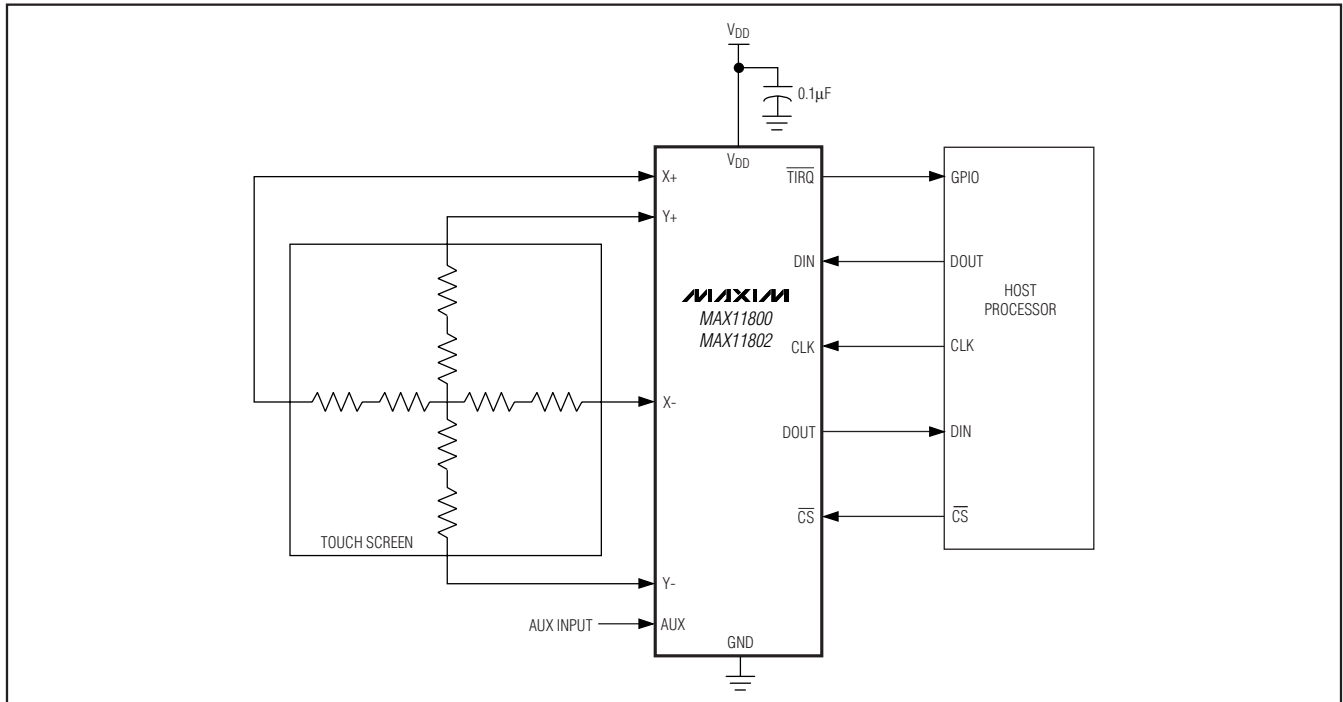 VDD
0.1µF
VDD
X+
Y+
X-
Y-
AUX
AUX INPUT
TOUCH SCREEN
MAXIM
MAX11800
MAX11802
TIRQ
DIN
CLK
DOUT
CS
GND
GPIO
DOUT
CLK
DIN
CS
HOST
PROCESSOR